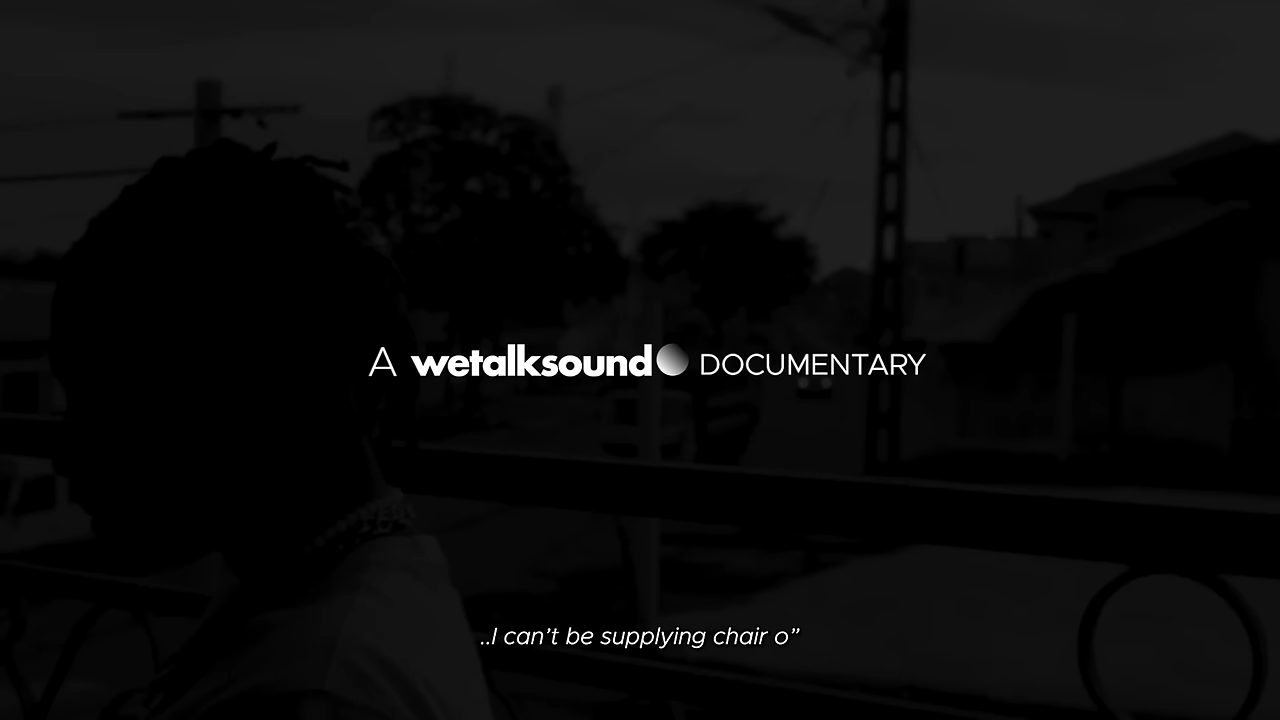 A wetalksound DOCUMENTARY
..I can’t be supplying chair o”